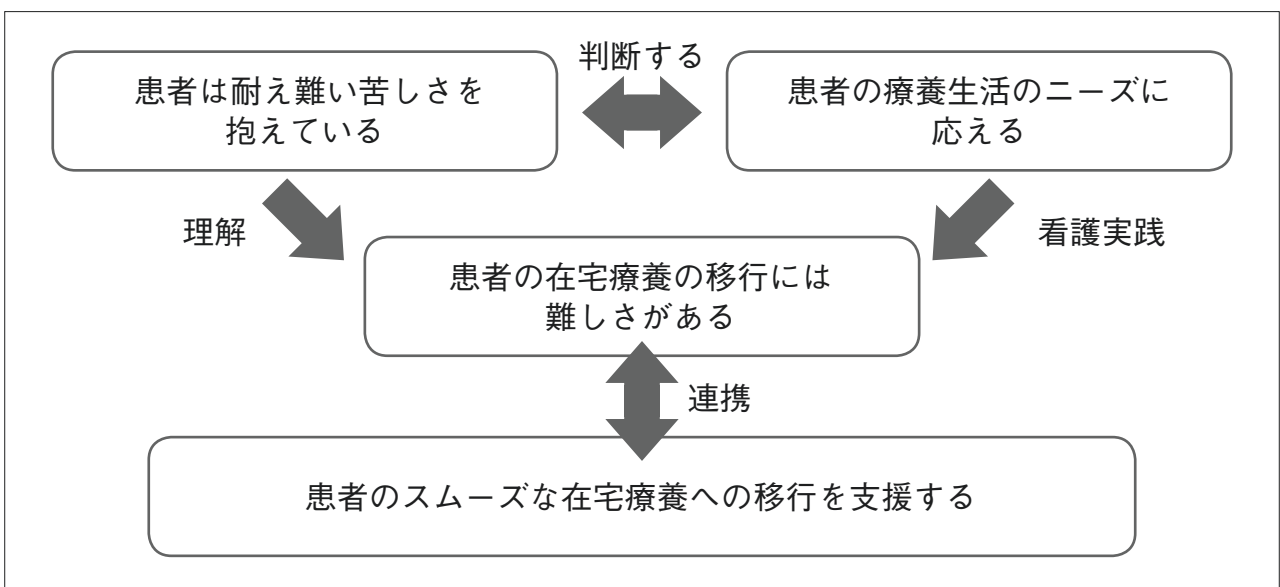 判断する
患者は耐え難い苦しさを
抱えている
患者の療養生活のニーズに
応える
理解
看護実践
患者の在宅療養の移行には
難しさがある
連携
患者のスムーズな在宅療養への移行を支援する